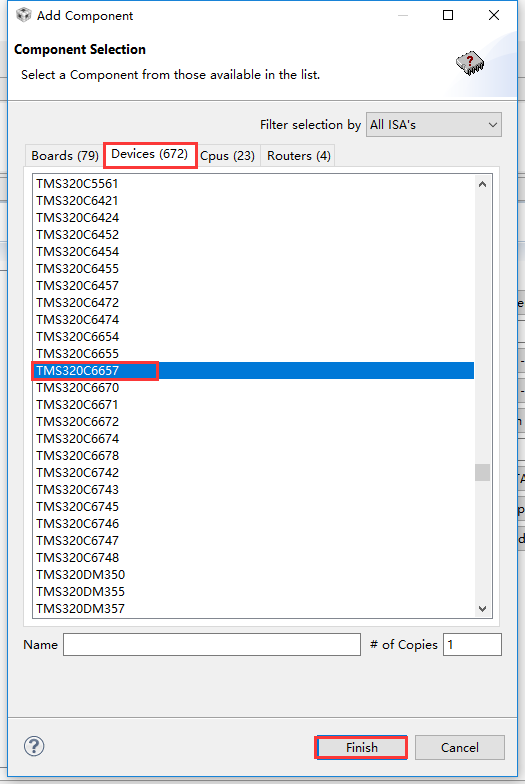 Add Component
Component Selection
Select a Component from those available in the list.
Filter selection by All ISA's
Boards (79) Devices (672) Cpus (23) Routers (4)
TMS320C5561
TMS320C6421
TMS320C6424
TMS320C6452
TMS320C6454
TMS320C6455
TMS320C6457
TMS320C6472
TMS320C6474
TMS320C6654
TMS320C6655
TMS320C6657
TMS320C6670
TMS320C6671
TMS320C6672
TMS320C6674
TMS320C6678
TMS320C6742
TMS320C6743
TMS320C6745
TMS320C6746
TMS320C6747
TMS320C6748
TMS320DM350
TMS320DM355
TMS320DM357
Name # of Copies 1
? Finish Cancel